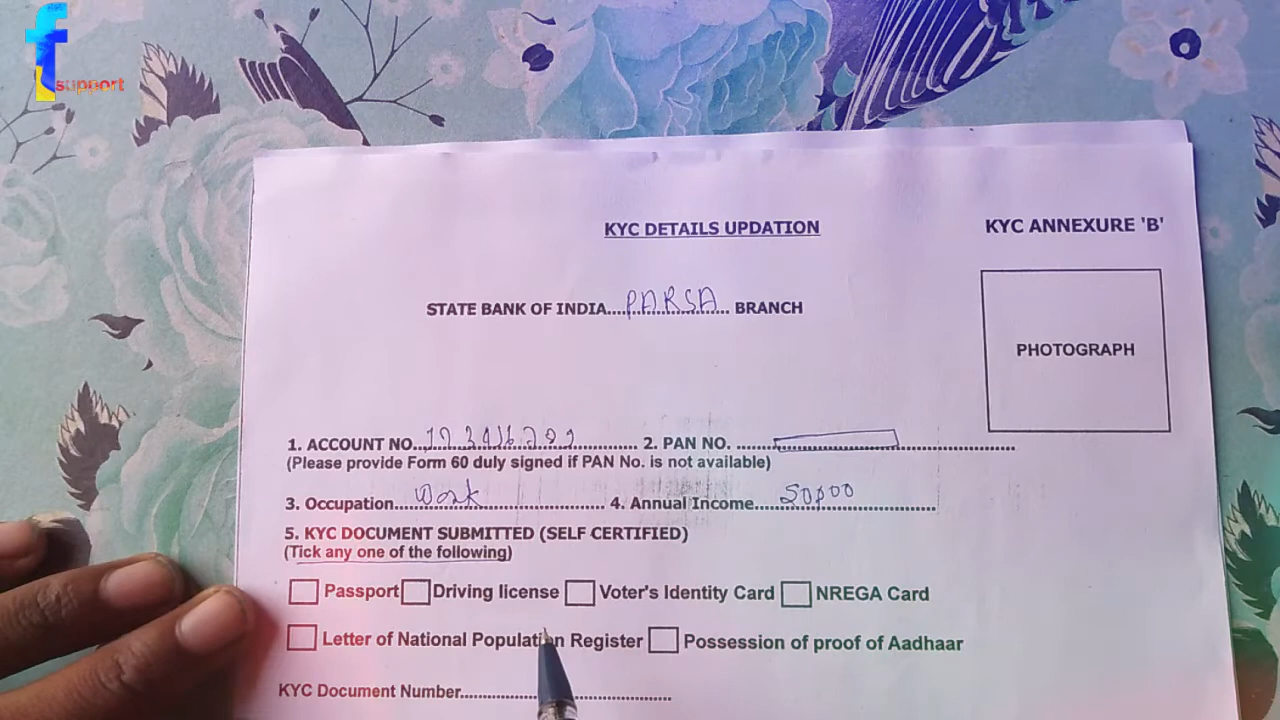 f
support
KYC DETAILS UPDATION
KYC ANNEXURE 'B'
STATE BANK OF INDIA....PARSA.. BRANCH
PHOTOGRAPH
1. ACCOUNT NO............................ 2. PAN NO. ............................
(Please provide Form 60 duly signed if PAN No. is not available)
3. Occupation....Work.................... 4. Annual Income....50000................
5. KYC DOCUMENT SUBMITTED (SELF CERTIFIED)
(Tick any one of the following)
Passport Driving license Voter's Identity Card NREGA Card
Letter of National Population Register Possession of proof of Aadhaar
KYC Document Number............................